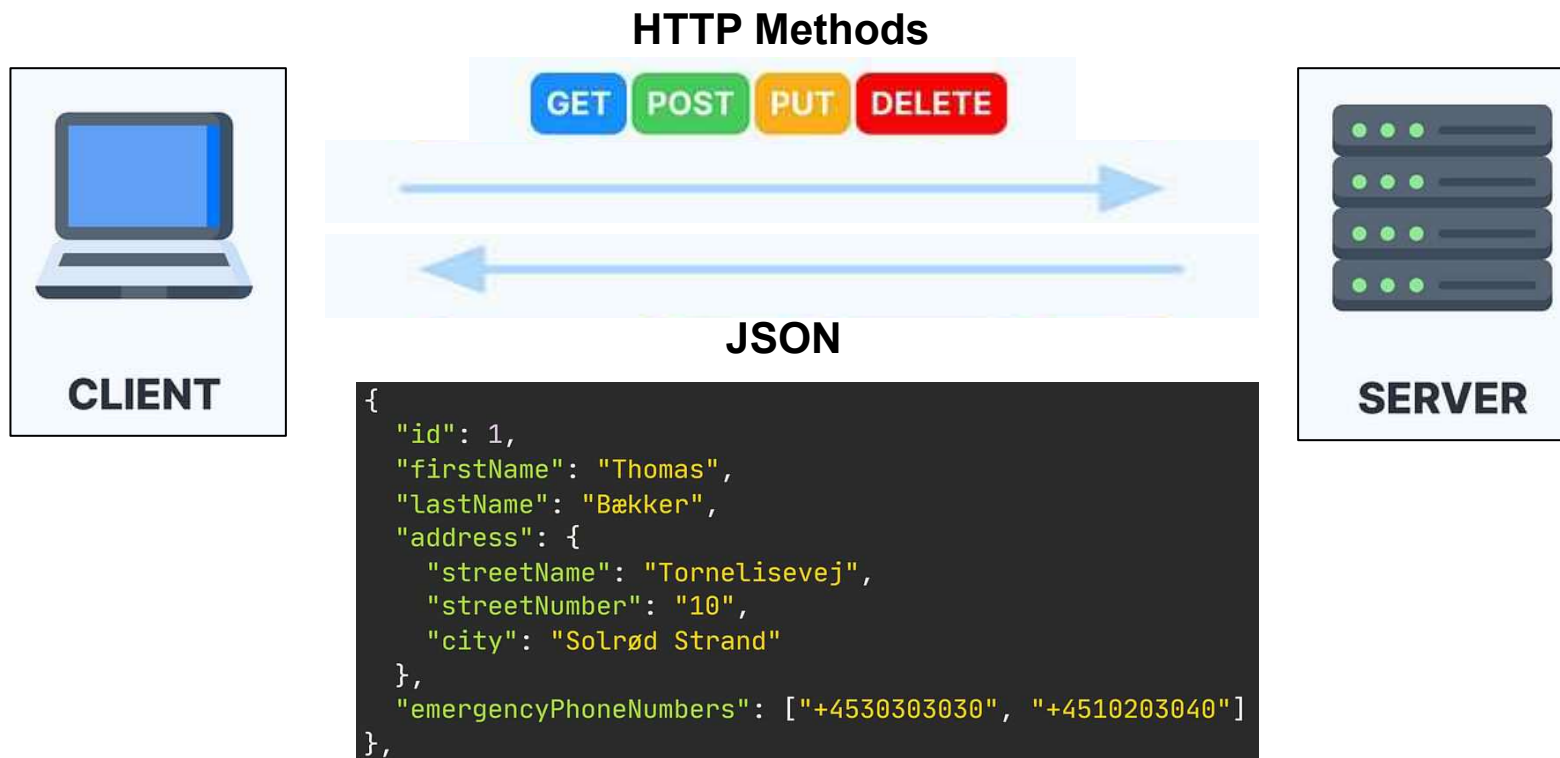 HTTP Methods
GET POST PUT DELETE
CLIENT
SERVER
JSON
{
  "id": 1,
  "firstName": "Thomas",
  "lastName": "Bækker",
  "address": {
    "streetName": "Tornelisevej",
    "streetNumber": "10",
    "city": "Solrød Strand"
  },
  "emergencyPhoneNumbers": ["+4530303030", "+4510203040"]
},